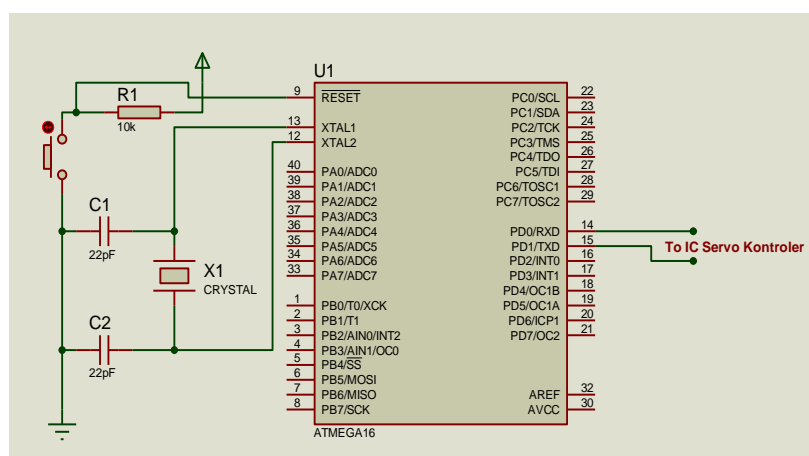 U1
R1
10k
9
RESET
13
XTAL1
12
XTAL2
40
PA0/ADC0
39
PA1/ADC1
38
PA2/ADC2
37
PA3/ADC3
36
PA4/ADC4
35
PA5/ADC5
34
PA6/ADC6
33
PA7/ADC7
1
PB0/T0/XCK
2
PB1/T1
3
PB2/AIN0/INT2
4
PB3/AIN1/OC0
5
PB4/SS
6
PB5/MOSI
7
PB6/MISO
8
PB7/SCK
PC0/SCL
22
PC1/SDA
23
PC2/TCK
24
PC3/TMS
25
PC4/TDO
26
PC5/TDI
27
PC6/TOSC1
28
PC7/TOSC2
29
PD0/RXD
14
PD1/TXD
15
PD2/INT0
16
PD3/INT1
17
PD4/OC1B
18
PD5/OC1A
19
PD6/ICP1
20
PD7/OC2
21
AREF
32
AVCC
30
ATMEGA16
C1
22pF
X1
CRYSTAL
C2
22pF
To IC Servo Kontroler